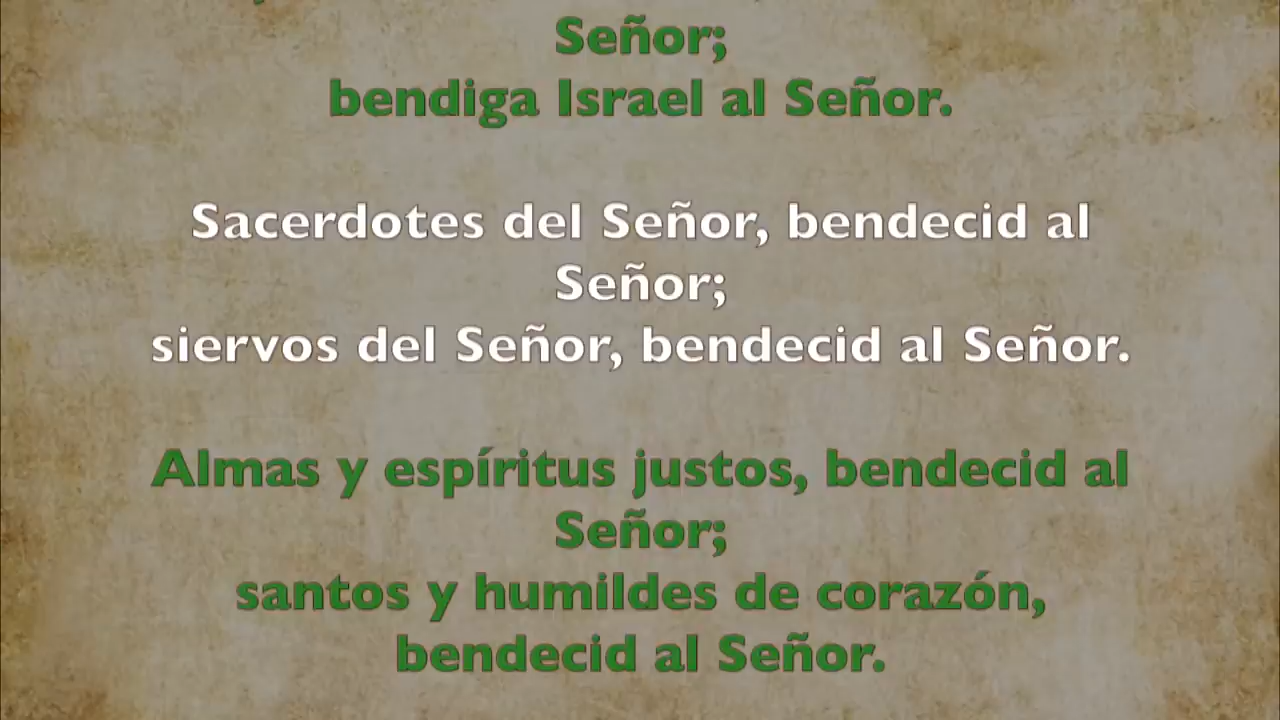 Señor;
bendiga Israel al Señor.
Sacerdotes del Señor, bendecid al
Señor;
siervos del Señor, bendecid al Señor.
Almas y espíritus justos, bendecid al
Señor;
santos y humildes de corazón,
bendecid al Señor.